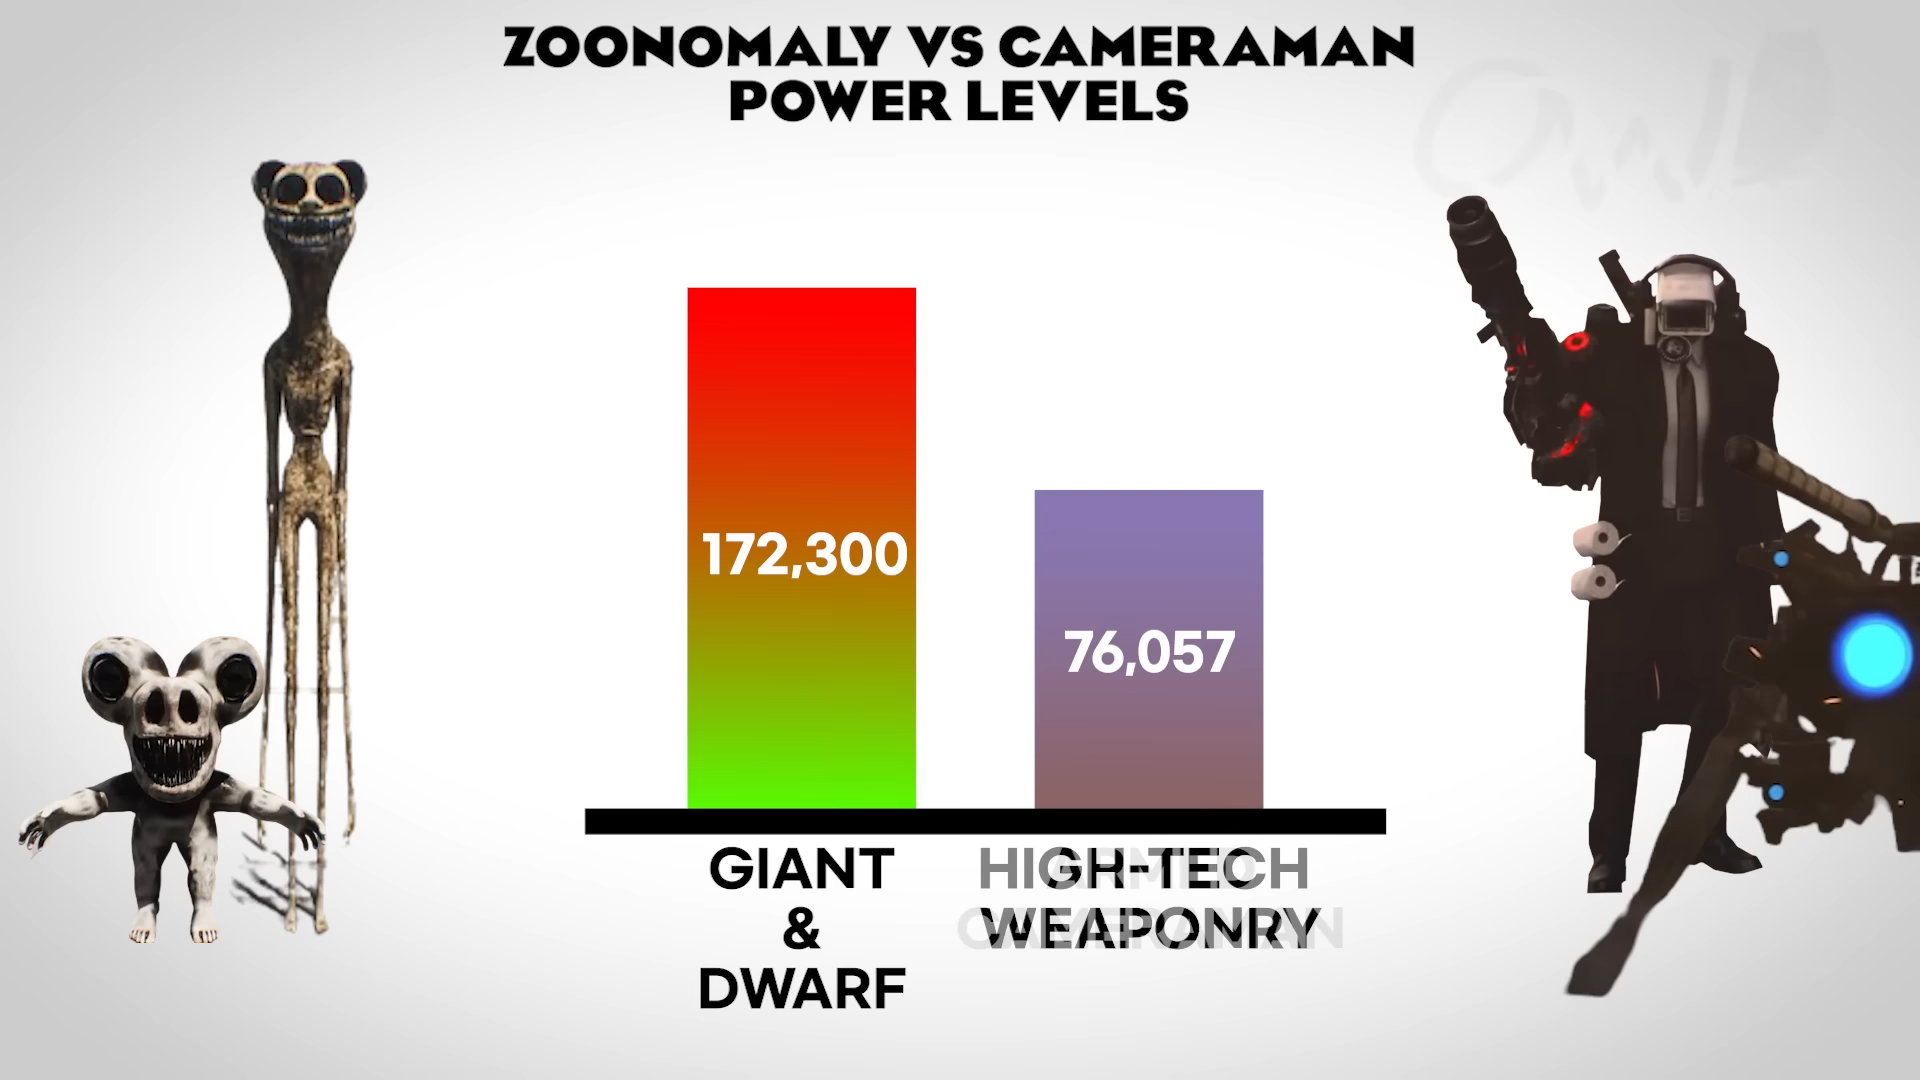 ZOONOMALY VS CAMERAMAN
POWER LEVELS
172,300
76,057
GIANT
&
DWARF
HIGH-TECH
WEAPONRY